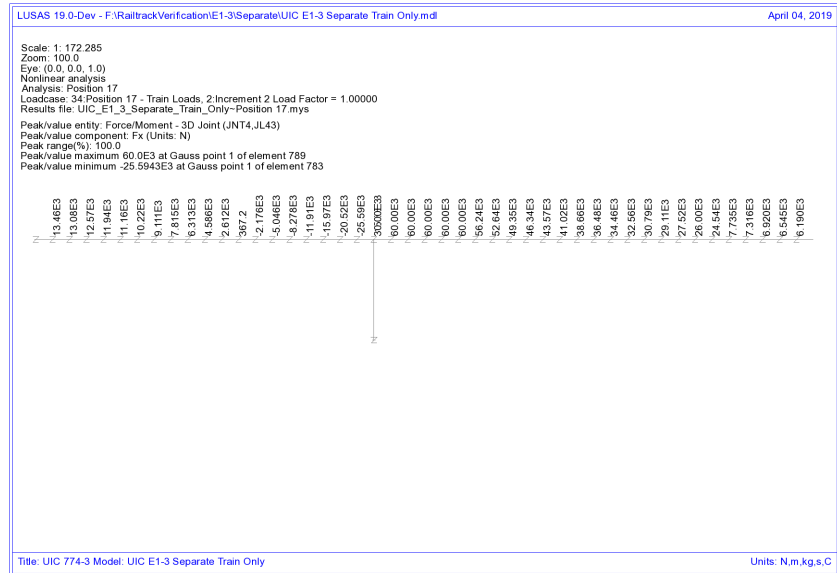 LUSAS 19.0-Dev - F:\RailtrackVerification\E1-3\Separate\UIC E1-3 Separate Train Only.mdl
April 04, 2019
Scale: 1: 172.285
Zoom: 100.0
Eye: (0.0, 0.0, 1.0)
Nonlinear analysis
Analysis: Position 17
Loadcase: 34:Position 17 - Train Loads, 2:Increment 2 Load Factor = 1.00000
Results file: UIC_E1_3_Separate_Train_Only~Position 17.mys
Peak/value entity: Force/Moment - 3D Joint (JNT4,JL43)
Peak/value component: Fx (Units: N)
Peak range(%): 100.0
Peak/value maximum 60.0E3 at Gauss point 1 of element 789
Peak/value minimum -25.5943E3 at Gauss point 1 of element 783
13.46E3
13.08E3
12.57E3
11.94E3
11.16E3
10.22E3
9.111E3
7.815E3
6.313E3
4.586E3
2.612E3
367.2
-2.176E3
-5.046E3
-8.278E3
-11.91E3
-15.97E3
-20.52E3
-25.59E3
60.00E3
60.00E3
60.00E3
60.00E3
60.00E3
56.24E3
52.64E3
49.35E3
46.34E3
43.57E3
41.02E3
38.66E3
36.48E3
34.46E3
32.56E3
30.79E3
29.11E3
27.52E3
26.00E3
24.54E3
7.735E3
7.316E3
6.920E3
6.545E3
6.190E3
Title: UIC 774-3 Model: UIC E1-3 Separate Train Only
Units: N,m,kg,s,C